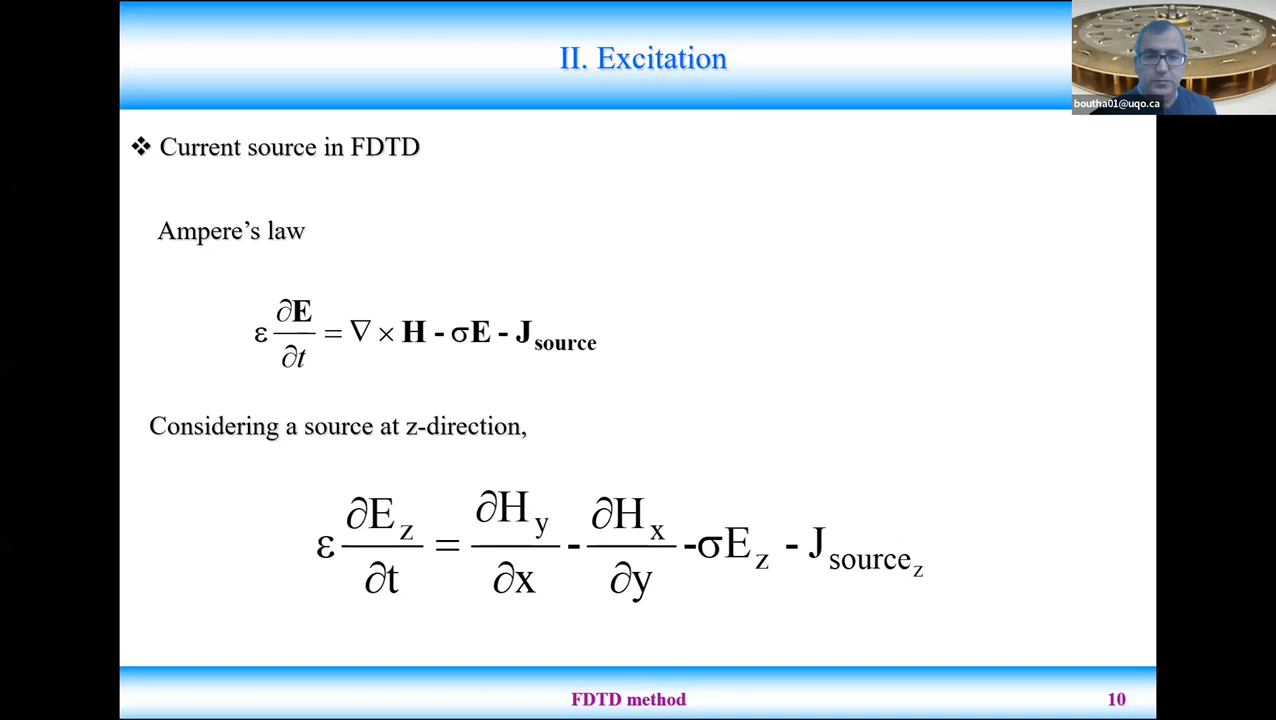 II. Excitation
boutha01@uqo.ca
❖ Current source in FDTD
Ampere's law
ε ∂E/∂t = ∇ × H - σE - J_source
Considering a source at z-direction,
ε ∂E_z/∂t = ∂H_y/∂x - ∂H_x/∂y - σE_z - J_source_z
FDTD method
10